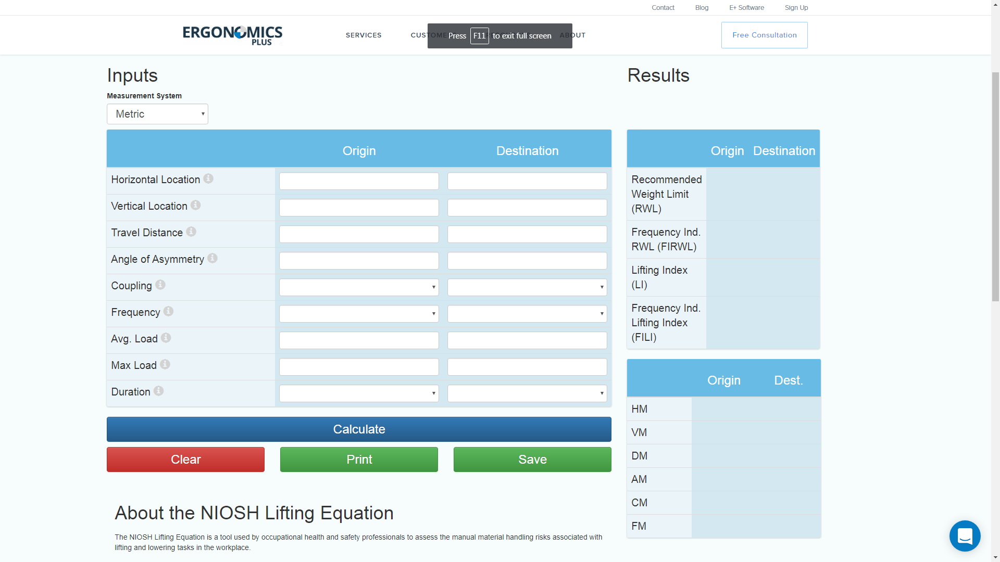 Contact
Blog
E+ Software
Sign Up
ERGONOMICS
PLUS
SERVICES
CUSTOMERS
ABOUT
Press F11 to exit full screen
Free Consultation
Inputs
Measurement System
Metric
Origin
Destination
Horizontal Location
Vertical Location
Travel Distance
Angle of Asymmetry
Coupling
Frequency
Avg. Load
Max Load
Duration
Calculate
Clear
Print
Save
About the NIOSH Lifting Equation
The NIOSH Lifting Equation is a tool used by occupational health and safety professionals to assess the manual material handling risks associated with
lifting and lowering tasks in the workplace.
Results
Origin
Destination
Recommended
Weight Limit
(RWL)
Frequency Ind.
RWL (FIRWL)
Lifting Index
(LI)
Frequency Ind.
Lifting Index
(FILI)
Origin
Dest.
HM
VM
DM
AM
CM
FM